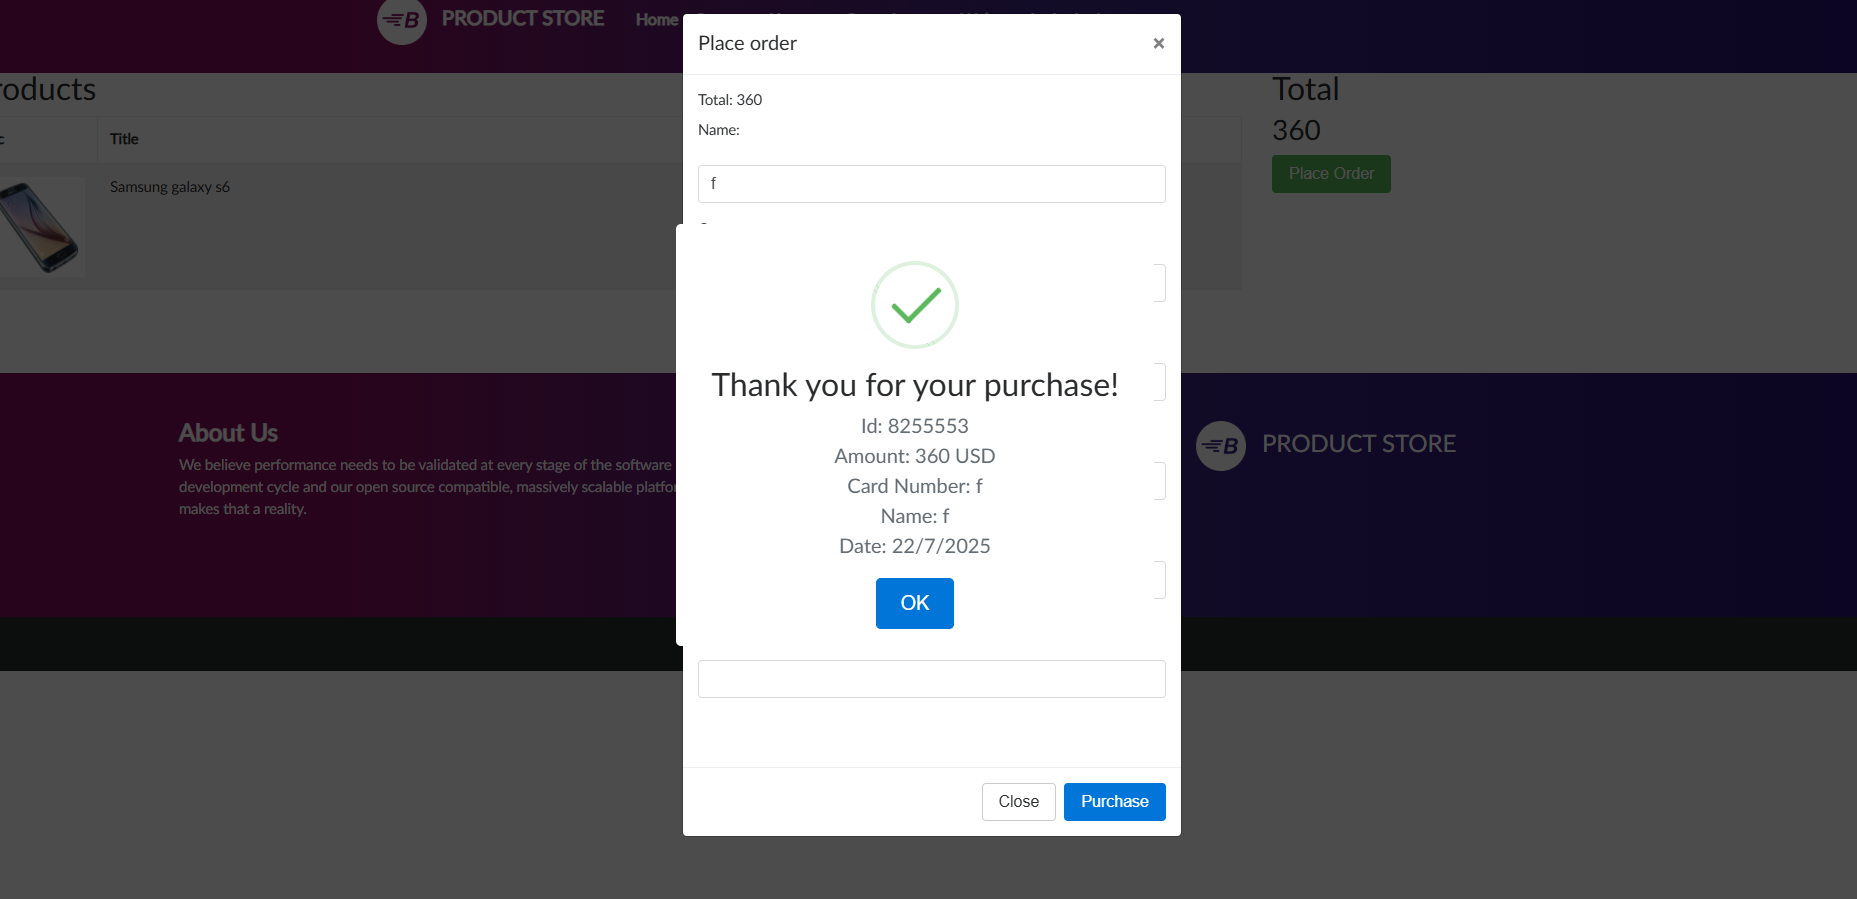 B PRODUCT STORE Home
Place order ×
Products
Total
Total: 360
Name:
360
Title
Place Order
f
Samsung galaxy s6
Thank you for your purchase!
Id: 8255553
Amount: 360 USD
Card Number: f
Name: f
Date: 22/7/2025
OK
About Us
We believe performance needs to be validated at every stage of the software
development cycle and our open source compatible, massively scalable
makes that a reality.
B PRODUCT STORE
Close Purchase